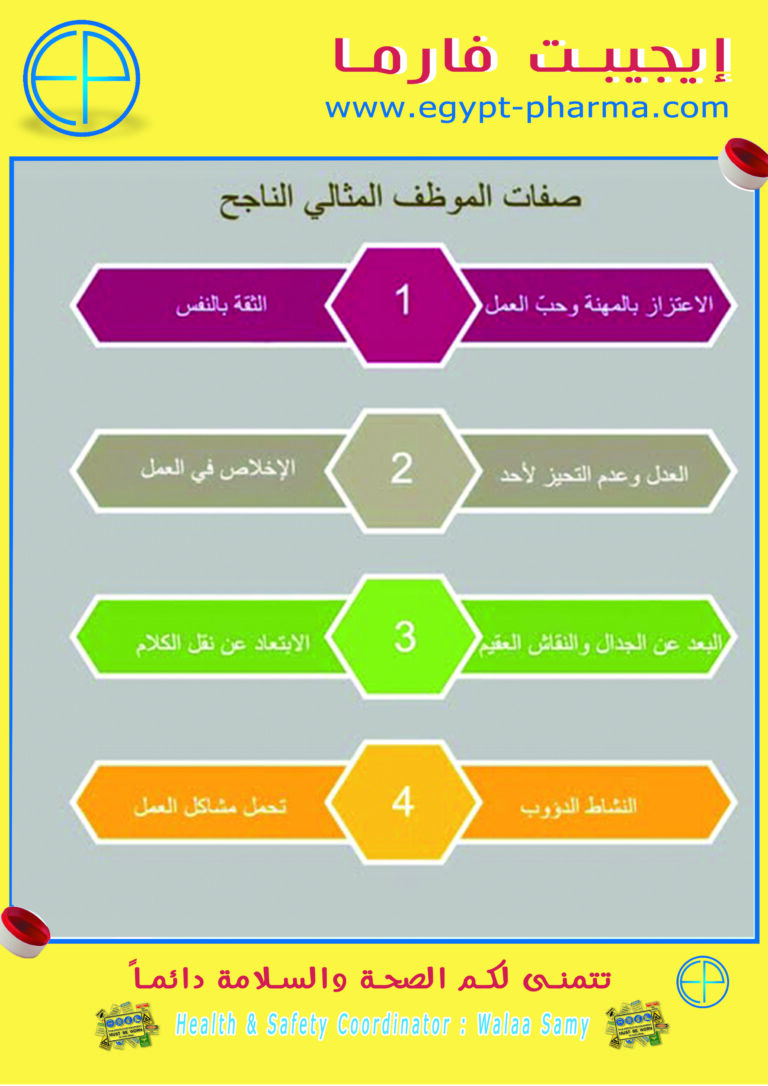 إيجيبت فارما
www.egypt-pharma.com
صفات الموظف المثالي الناجح
الاعتزاز بالمهنة وحبّ العمل 1 الثقة بالنفس
العدل وعدم التحيز لأحد 2 الإخلاص في العمل
البعد عن الجدال والنقاش العقيم 3 الابتعاد عن نقل الكلام
النشاط الدؤوب 4 تحمل مشاكل العمل
تتمنى لكم الصحة والسلامة دائماً
Health & Safety Coordinator : Walaa Samy